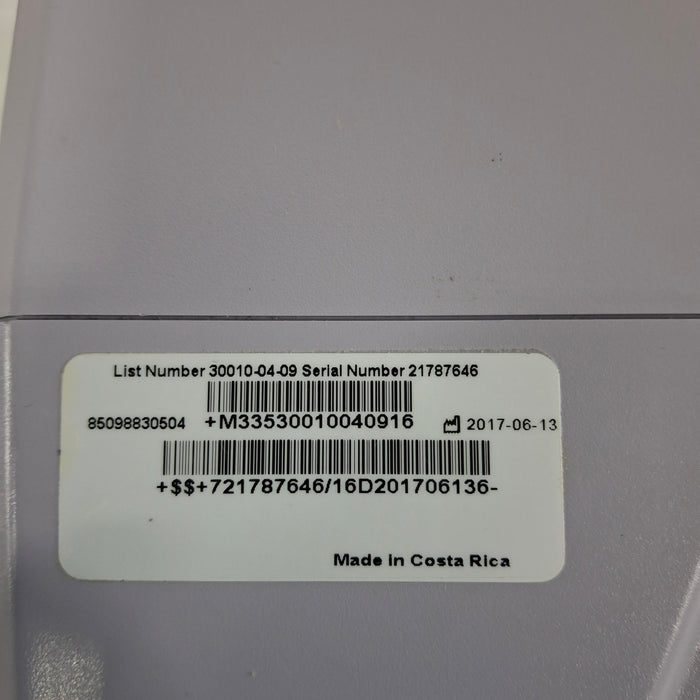 List Number 30010-04-09 Serial Number 21787646
85098830504 +M33530010040916 2017-06-13
+$$+721787646/16D201706136-
Made In Costa Rica